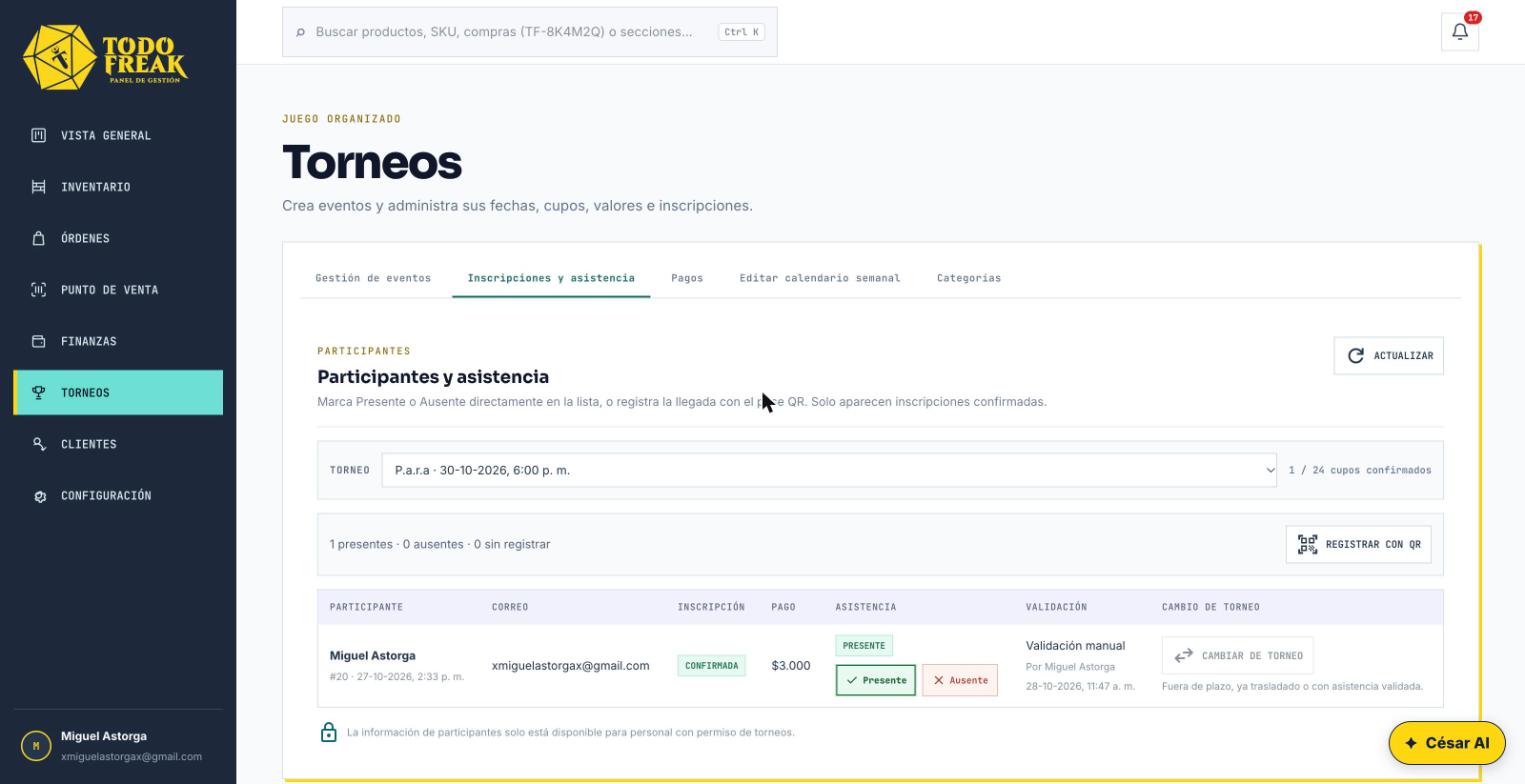 TODO
FREAK
PANEL DE GESTIÓN
Buscar productos, SKU, compras (TF-8K4M2Q) o secciones...
Ctrl K
17
VISTA GENERAL
INVENTARIO
ÓRDENES
PUNTO DE VENTA
FINANZAS
TORNEOS
CLIENTES
CONFIGURACIÓN
M
Miguel Astorga
xmiguelastorgax@gmail.com
JUEGO ORGANIZADO
Torneos
Crea eventos y administra sus fechas, cupos, valores e inscripciones.
Gestión de eventos
Inscripciones y asistencia
Pagos
Editar calendario semanal
Categorías
PARTICIPANTES
Participantes y asistencia
Marca Presente o Ausente directamente en la lista, o registra la llegada con el QR. Solo aparecen inscripciones confirmadas.
ACTUALIZAR
TORNEO
P.a.r.a · 30-10-2026, 6:00 p. m.
1 / 24 cupos confirmados
1 presentes · 0 ausentes · 0 sin registrar
REGISTRAR CON QR
PARTICIPANTE CORREO INSCRIPCIÓN PAGO ASISTENCIA VALIDACIÓN CAMBIO DE TORNEO
Miguel Astorga
#20 · 27-10-2026, 2:33 p. m.
xmiguelastorgax@gmail.com
CONFIRMADA
$3.000
PRESENTE
Presente
Ausente
Validación manual
Por Miguel Astorga
28-10-2026, 11:47 a. m.
CAMBIAR DE TORNEO
Fuera de plazo, ya trasladado o con asistencia validada.
La información de participantes solo está disponible para personal con permiso de torneos.
César AI